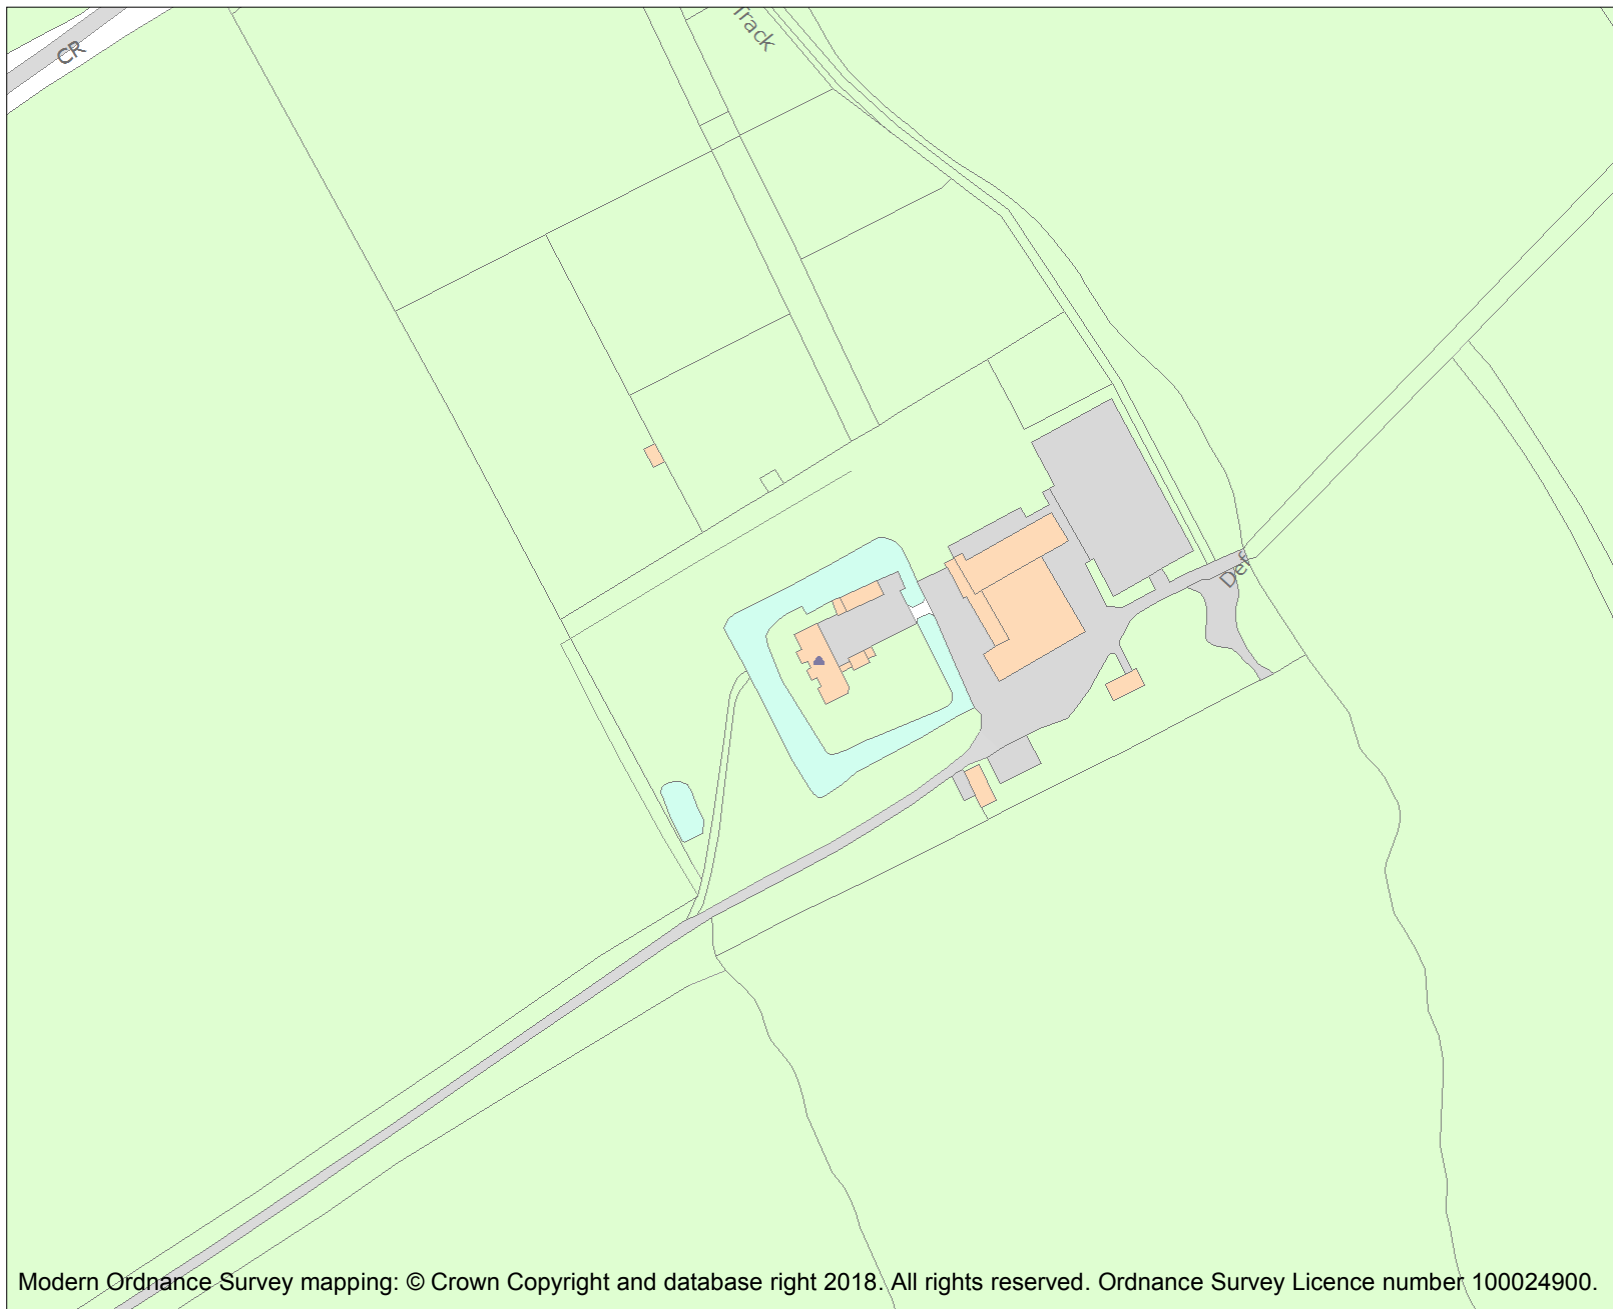 CR
Track
Def
Modern Ordnance Survey mapping: © Crown Copyright and database right 2018. All rights reserved. Ordnance Survey Licence number 100024900.